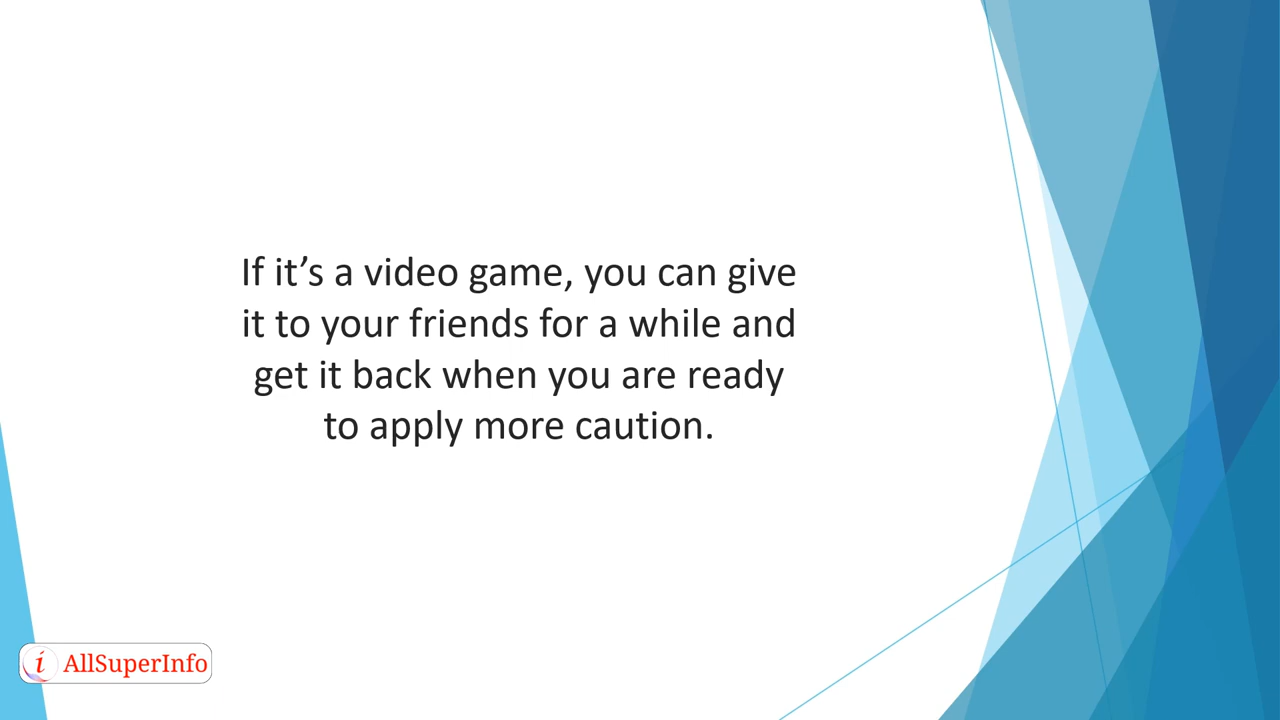 If it’s a video game, you can give
it to your friends for a while and
get it back when you are ready
to apply more caution.
i AllSuperInfo